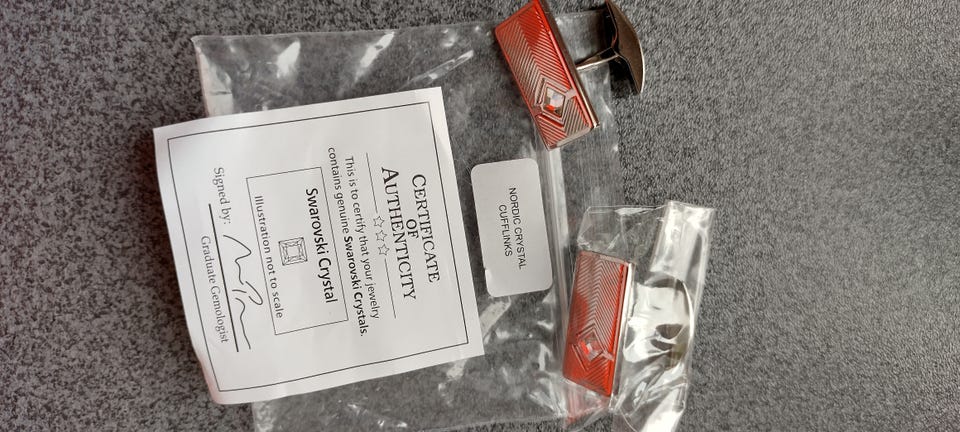 CERTIFICATE
OF
AUTHENTICITY
This is to certify that your jewelry
contains genuine Swarovski Crystals.
Swarovski Crystal
Illustration not to scale
Signed by:
Graduate Gemologist
NORDIC CRYSTAL
CUFFLINKS